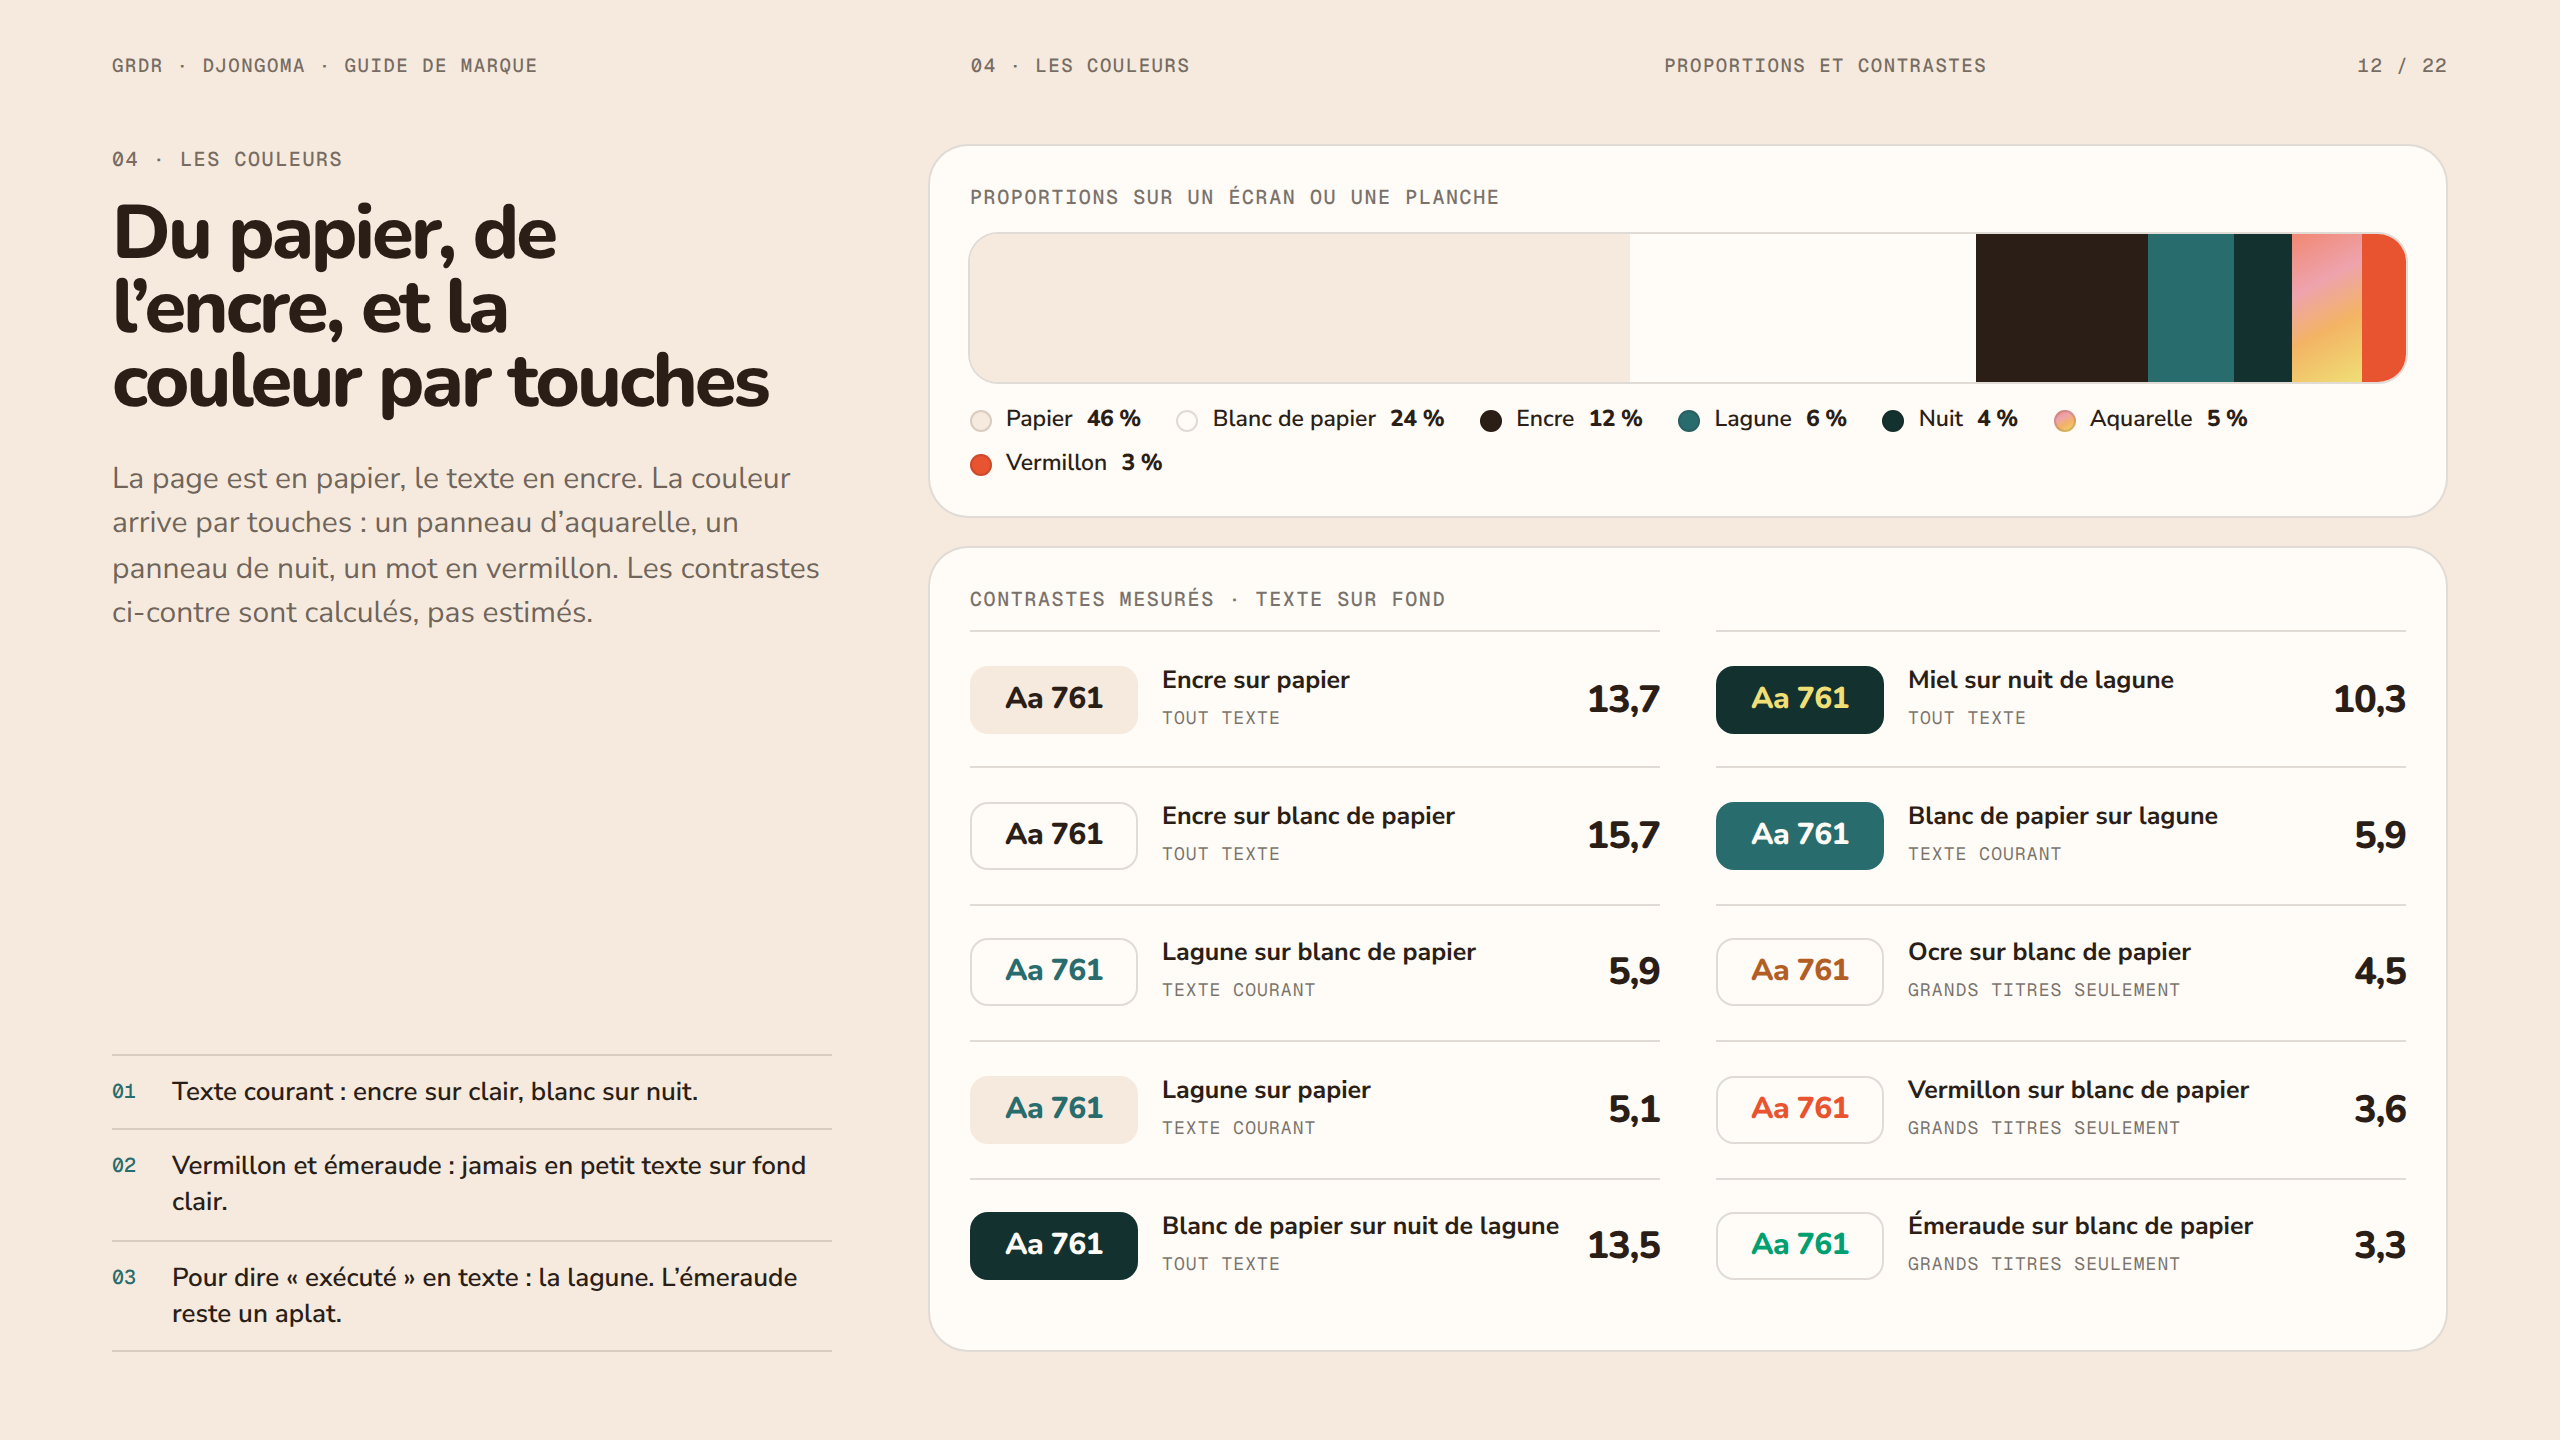 GRDR · DJONGOMA · GUIDE DE MARQUE
04 · LES COULEURS
PROPORTIONS ET CONTRASTES
12 / 22
04 · LES COULEURS
Du papier, de
l’encre, et la
couleur par touches
La page est en papier, le texte en encre. La couleur
arrive par touches : un panneau d’aquarelle, un
panneau de nuit, un mot en vermillon. Les contrastes
ci-contre sont calculés, pas estimés.
01 Texte courant : encre sur clair, blanc sur nuit.
02 Vermillon et émeraude : jamais en petit texte sur fond
clair.
03 Pour dire « exécuté » en texte : la lagune. L’émeraude
reste un aplat.
PROPORTIONS SUR UN ÉCRAN OU UNE PLANCHE
Papier 46 % Blanc de papier 24 % Encre 12 % Lagune 6 % Nuit 4 % Aquarelle 5 %
Vermillon 3 %
CONTRASTES MESURÉS · TEXTE SUR FOND
Aa 761 Encre sur papier 13,7
TOUT TEXTE
Aa 761 Encre sur blanc de papier 15,7
TOUT TEXTE
Aa 761 Lagune sur blanc de papier 5,9
TEXTE COURANT
Aa 761 Lagune sur papier 5,1
TEXTE COURANT
Aa 761 Blanc de papier sur nuit de lagune 13,5
TOUT TEXTE
Aa 761 Miel sur nuit de lagune 10,3
TOUT TEXTE
Aa 761 Blanc de papier sur lagune 5,9
TEXTE COURANT
Aa 761 Ocre sur blanc de papier 4,5
GRANDS TITRES SEULEMENT
Aa 761 Vermillon sur blanc de papier 3,6
GRANDS TITRES SEULEMENT
Aa 761 Émeraude sur blanc de papier 3,3
GRANDS TITRES SEULEMENT